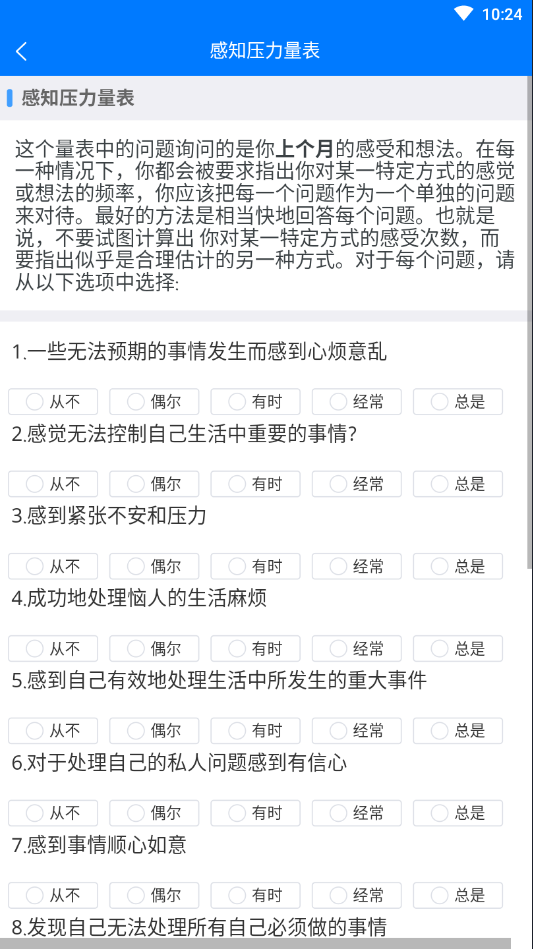 10:24
感知压力量表
感知压力量表
这个量表中的问题询问的是你上个月的感受和想法。在每
一种情况下，你都会被要求指出你对某一特定方式的感觉
或想法的频率，你应该把每一个问题作为一个单独的问题
来对待。最好的方法是相当快地回答每个问题。也就是
说，不要试图计算出 你对某一特定方式的感受次数，而
要指出似乎是合理估计的另一种方式。对于每个问题，请
从以下选项中选择:
1.一些无法预期的事情发生而感到心烦意乱
从不 偶尔 有时 经常 总是
2.感觉无法控制自己生活中重要的事情?
从不 偶尔 有时 经常 总是
3.感到紧张不安和压力
从不 偶尔 有时 经常 总是
4.成功地处理恼人的生活麻烦
从不 偶尔 有时 经常 总是
5.感到自己有效地处理生活中所发生的重大事件
从不 偶尔 有时 经常 总是
6.对于处理自己的私人问题感到有信心
从不 偶尔 有时 经常 总是
7.感到事情顺心如意
从不 偶尔 有时 经常 总是
8.发现自己无法处理所有自己必须做的事情